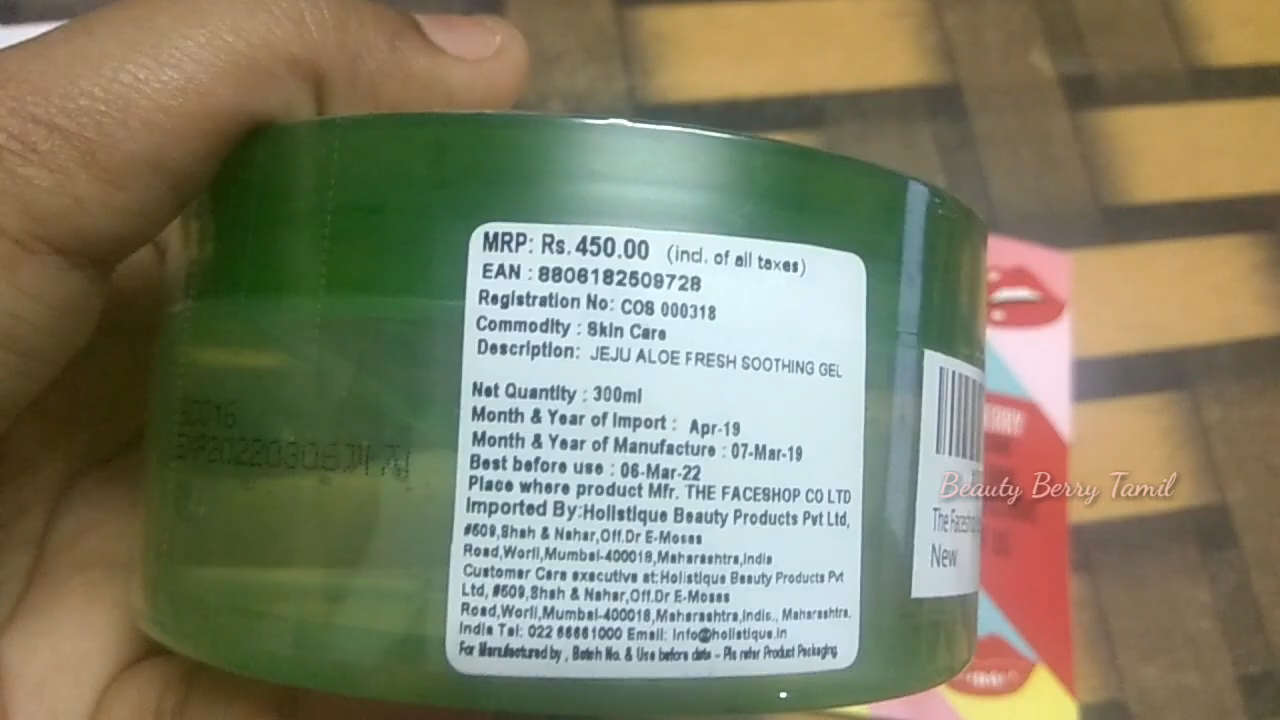 MRP: Rs. 450.00 (incl. of all taxes)
EAN : 8806182509728
Registration No: COS 000318
Commodity : Skin Care
Description: JEJU ALOE FRESH SOOTHING GEL
Net Quantity : 300ml
Month & Year of Import : Apr-19
Month & Year of Manufacture : 07-Mar-19
Best before use : 06-Mar-22
Place where product Mfr. THE FACESHOP CO LTD
Imported By:Holistique Beauty Products Pvt Ltd,
#609,Shah & Nahar,Off.Dr E-Moses
Road,Worli,Mumbai-400018,Maharashtra,India
Customer Care executive at:Holistique Beauty Products Pvt
Ltd, #609,Shah & Nahar,Off.Dr E-Moses
Road,Worli,Mumbai-400018,Maharashtra,India., Maharashtra,
India Tel: 022 66661000 Email: Info@holistique.in
For Manufactured by , Batch No. & Use before date - Pls refer Product Packaging
The
New
Beauty Berry Tamil